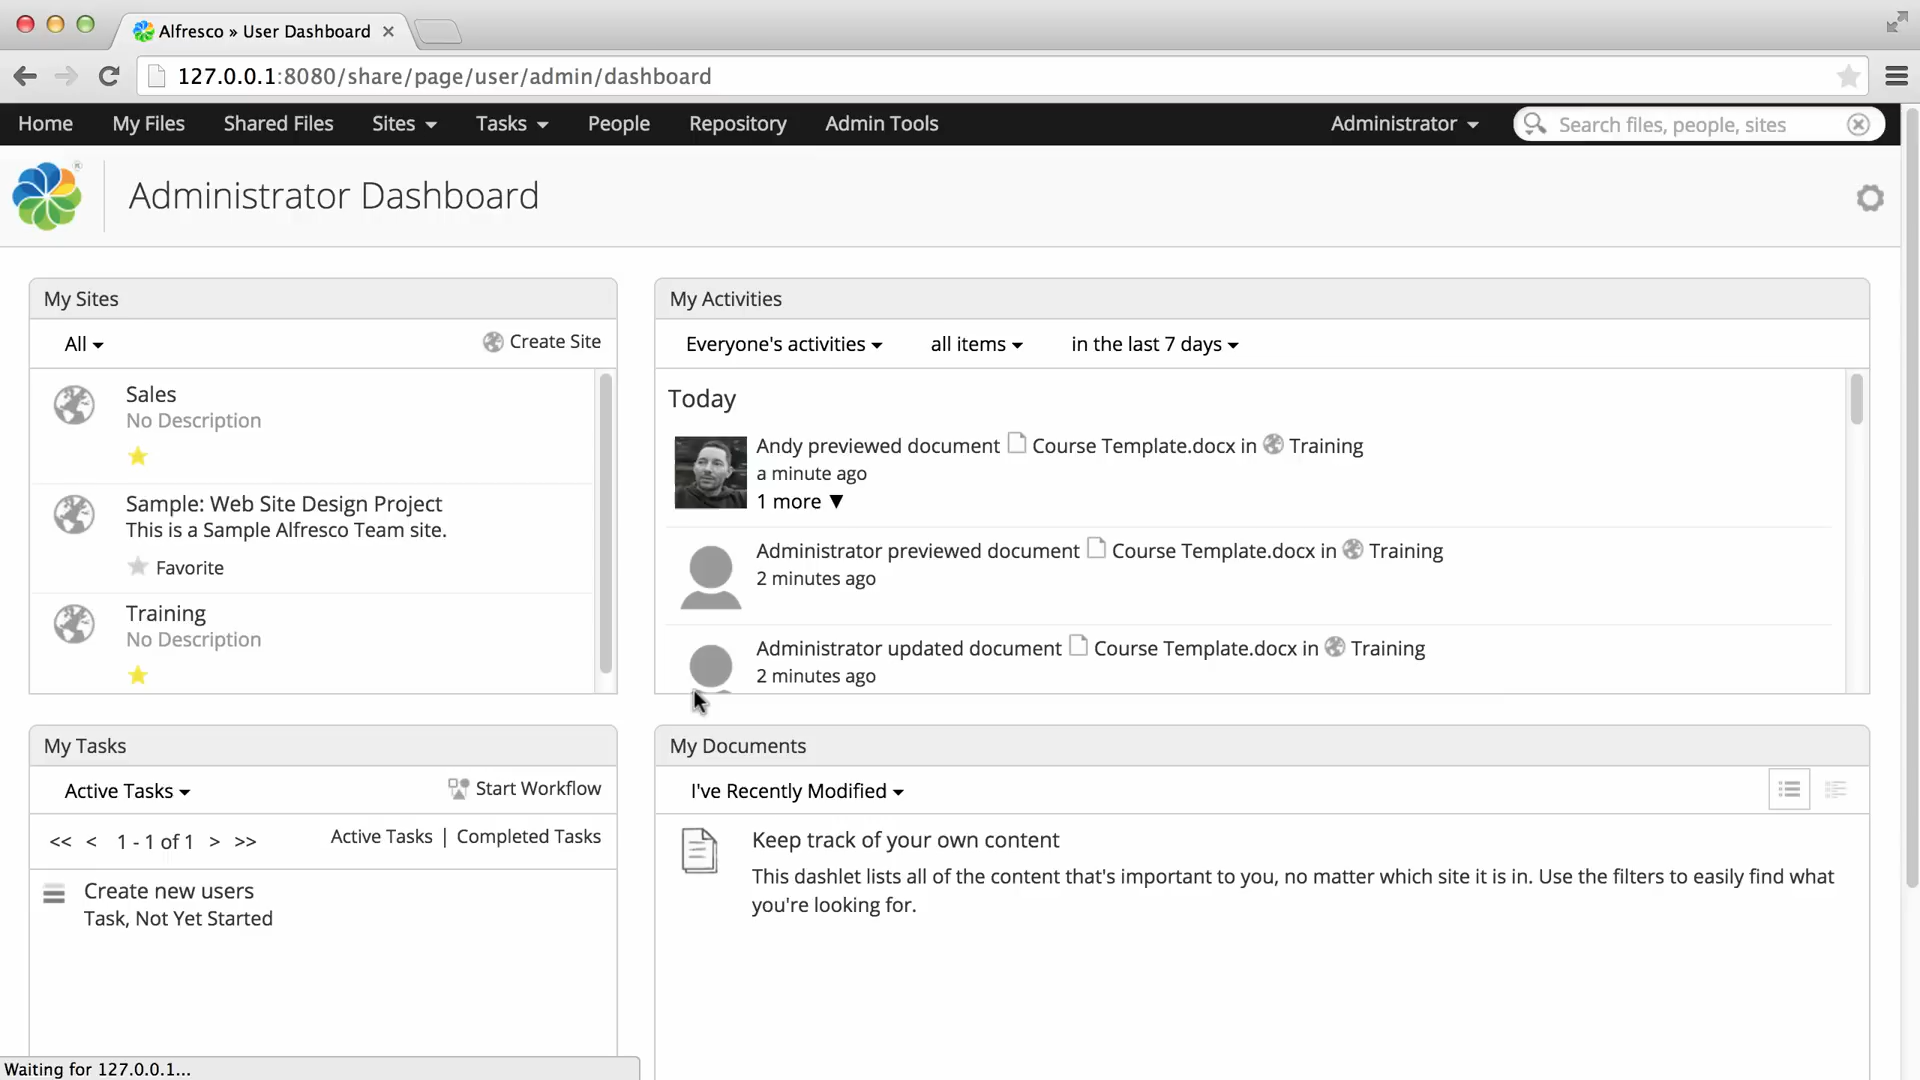 Alfresco » User Dashboard
127.0.0.1:8080/share/page/user/admin/dashboard
Home My Files Shared Files Sites Tasks People Repository Admin Tools Administrator Search files, people, sites
®
Administrator Dashboard
My Sites
All Create Site
Sales
No Description
Sample: Web Site Design Project
This is a Sample Alfresco Team site.
Favorite
Training
No Description
My Activities
Everyone's activities all items in the last 7 days
Today
Andy previewed document Course Template.docx in Training
a minute ago
1 more ▼
Administrator previewed document Course Template.docx in Training
2 minutes ago
Administrator updated document Course Template.docx in Training
2 minutes ago
My Tasks
Active Tasks Start Workflow
<< < 1 - 1 of 1 > >> Active Tasks | Completed Tasks
Create new users
Task, Not Yet Started
My Documents
I've Recently Modified
Keep track of your own content
This dashlet lists all of the content that's important to you, no matter which site it is in. Use the filters to easily find what
you're looking for.
Waiting for 127.0.0.1...